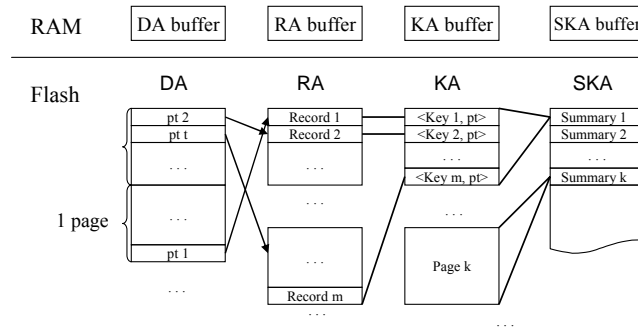 RAM DA buffer RA buffer KA buffer SKA buffer
Flash DA RA KA SKA
pt 2 Record 1 <Key 1, pt> Summary 1
pt t Record 2 <Key 2, pt> Summary 2
. . . . . . . . .
. . . <Key m, pt> Summary k
. . .
. . . . . .
1 page
. . . Page k
pt 1
. . . Record m
. . .
. . .